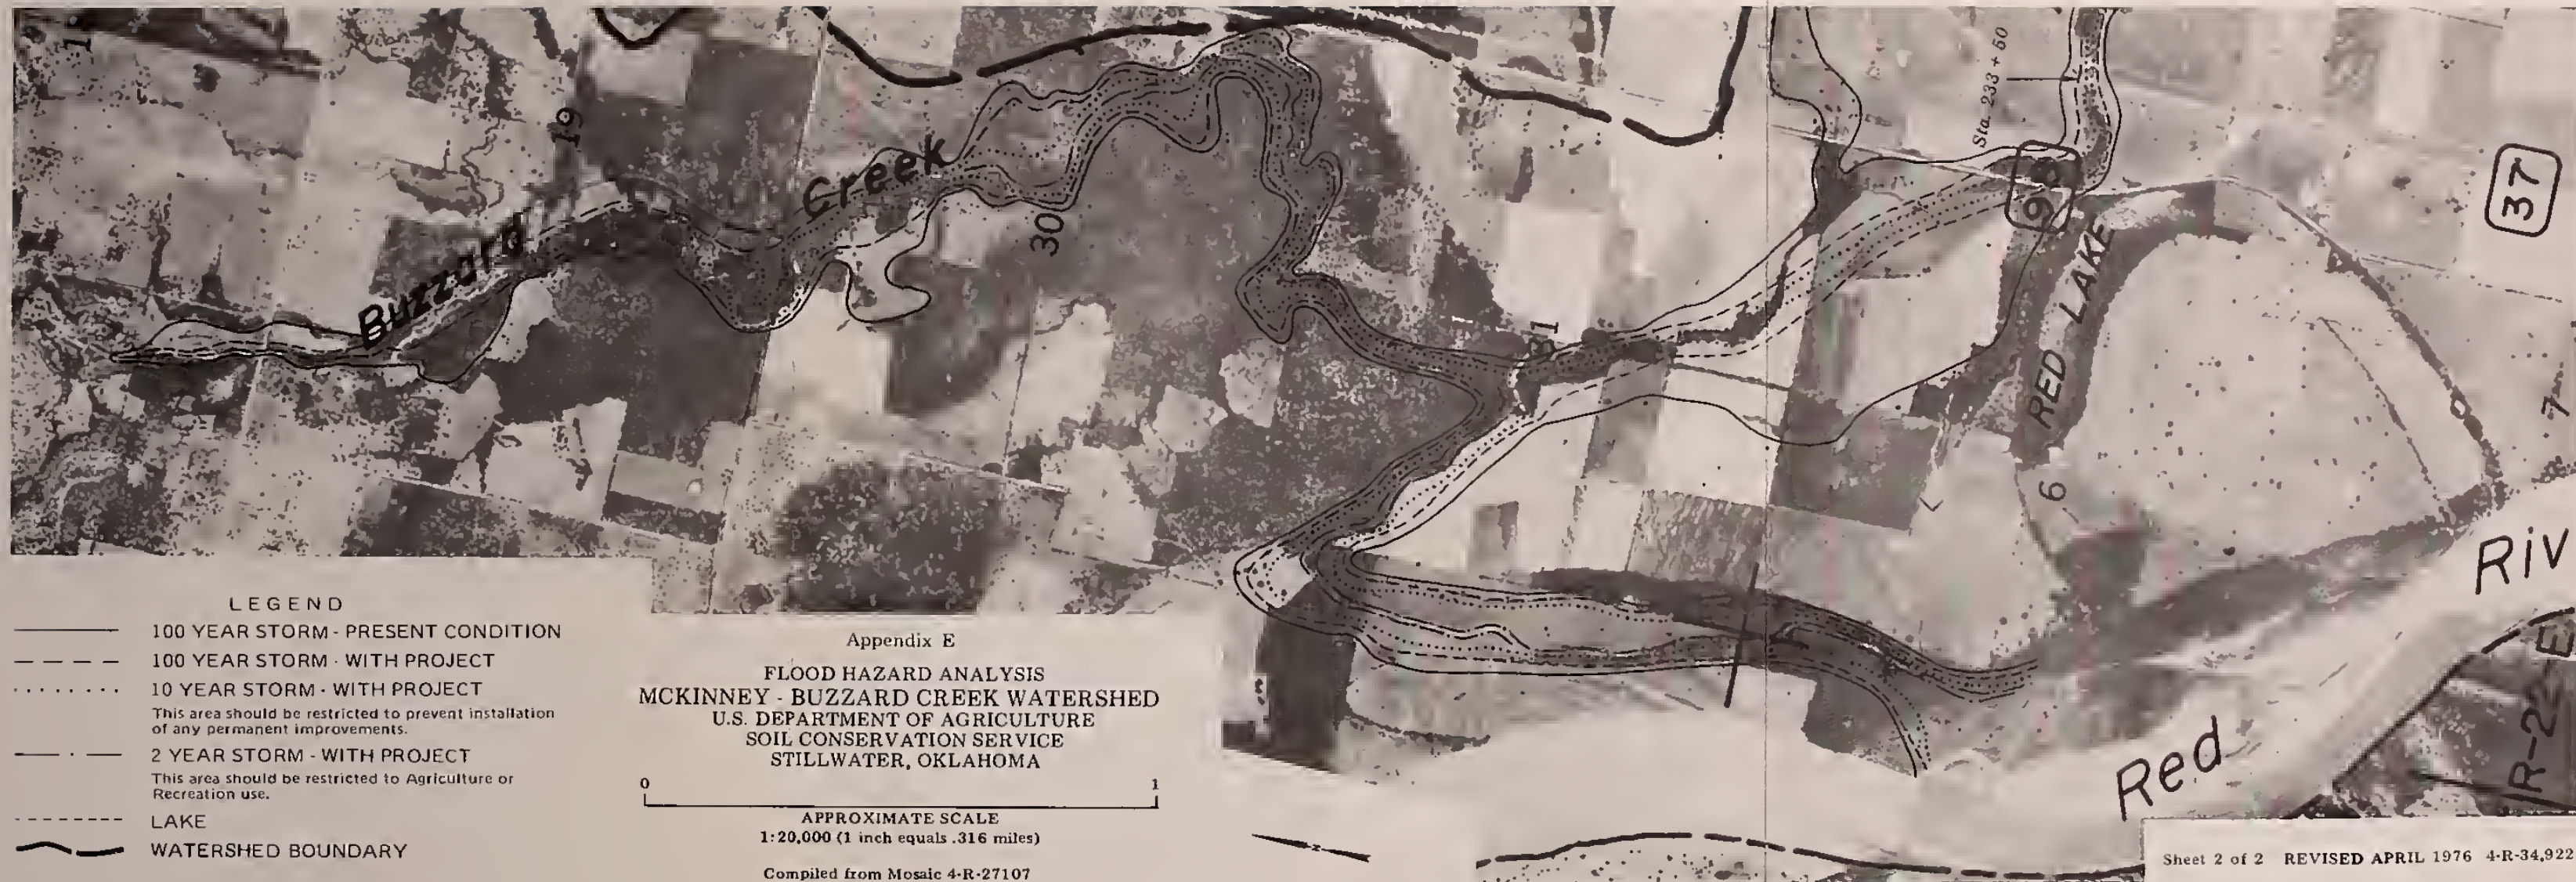 19
Buzzard
Creek
30
31
Sta. 233 + 60
98
37
RED LAKE
6
7
Riv
Red
R-22-E
LEGEND
100 YEAR STORM - PRESENT CONDITION
100 YEAR STORM - WITH PROJECT
10 YEAR STORM - WITH PROJECT
This area should be restricted to prevent installation
of any permanent improvements.
2 YEAR STORM - WITH PROJECT
This area should be restricted to Agriculture or
Recreation use.
LAKE
WATERSHED BOUNDARY
Appendix E
FLOOD HAZARD ANALYSIS
MCKINNEY - BUZZARD CREEK WATERSHED
U.S. DEPARTMENT OF AGRICULTURE
SOIL CONSERVATION SERVICE
STILLWATER, OKLAHOMA
0 1
APPROXIMATE SCALE
1:20,000 (1 inch equals .316 miles)
Compiled from Mosaic 4-R-27107
Sheet 2 of 2 REVISED APRIL 1976 4-R-34,922